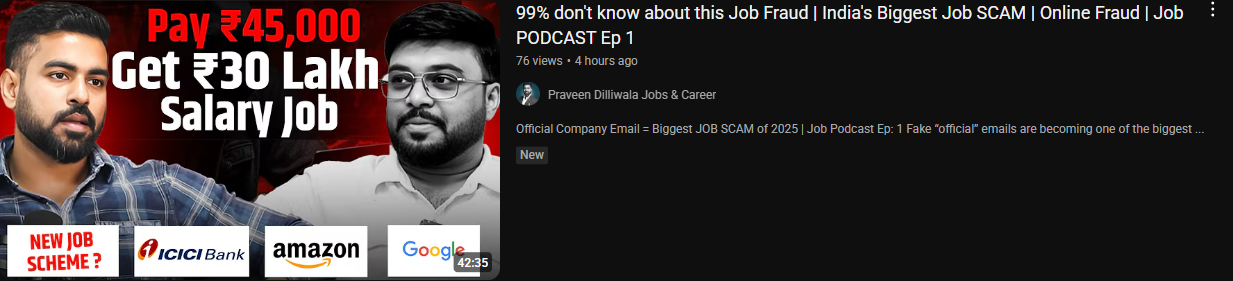 Pay ₹45,000
Get ₹30 Lakh
Salary Job
NEW JOB
SCHEME ?
ICICI Bank
amazon
Google
42:35
99% don't know about this Job Fraud | India's Biggest Job SCAM | Online Fraud | Job
PODCAST Ep 1
76 views • 4 hours ago
Praveen Dilliwala Jobs & Career
Official Company Email = Biggest JOB SCAM of 2025 | Job Podcast Ep: 1 Fake “official” emails are becoming one of the biggest ...
New